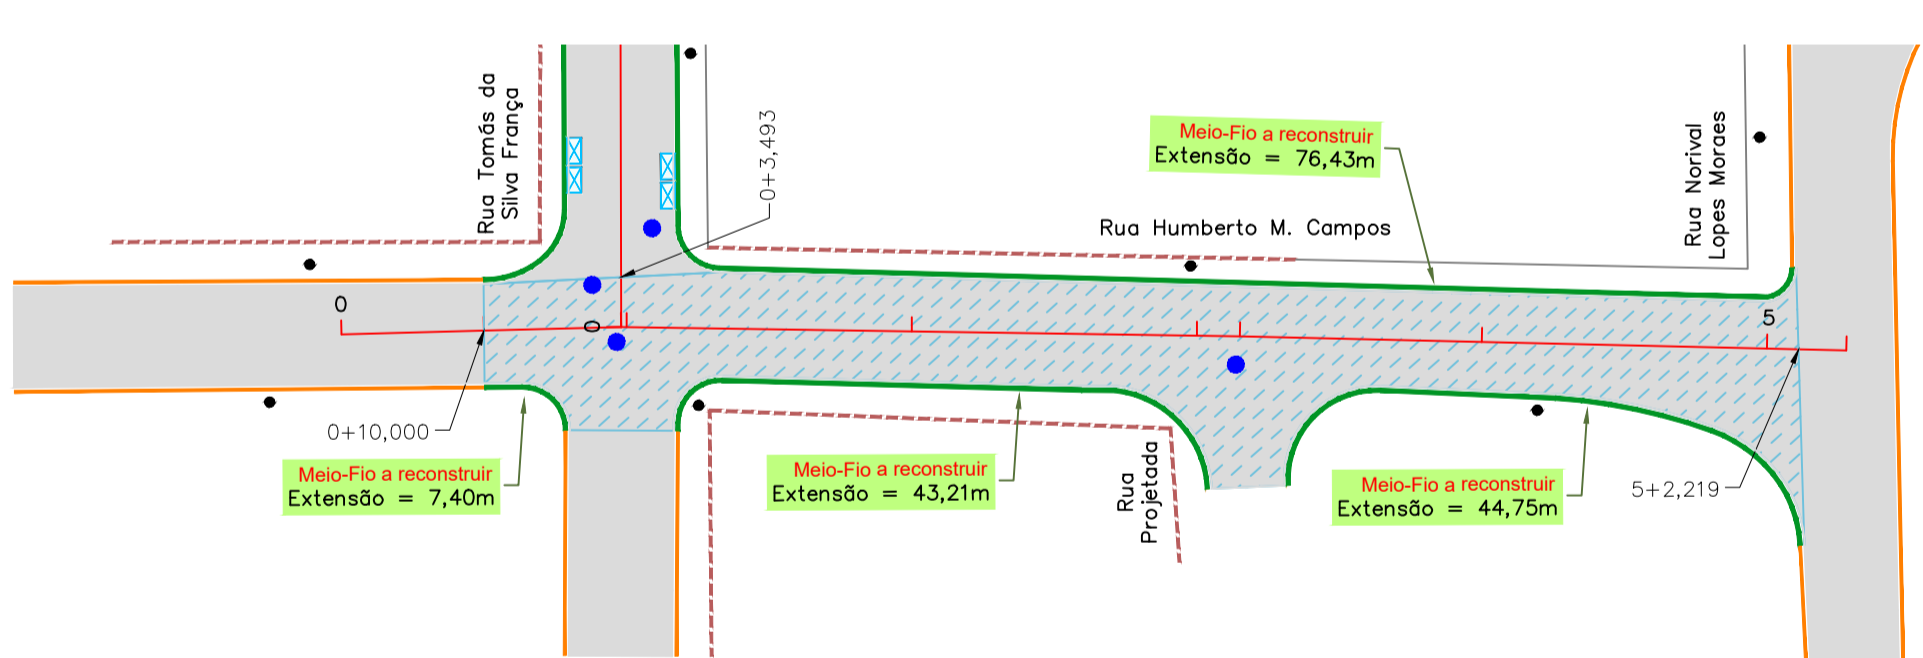 Rua Tomás da
Silva França
0+3,493
Meio-Fio a reconstruir
Extensão = 76,43m
Rua Norival
Lopes Moraes
Rua Humberto M. Campos
0
0
5
0+10,000
Meio-Fio a reconstruir
Extensão = 7,40m
Meio-Fio a reconstruir
Extensão = 43,21m
Rua
Projetada
Meio-Fio a reconstruir
Extensão = 44,75m
5+2,219